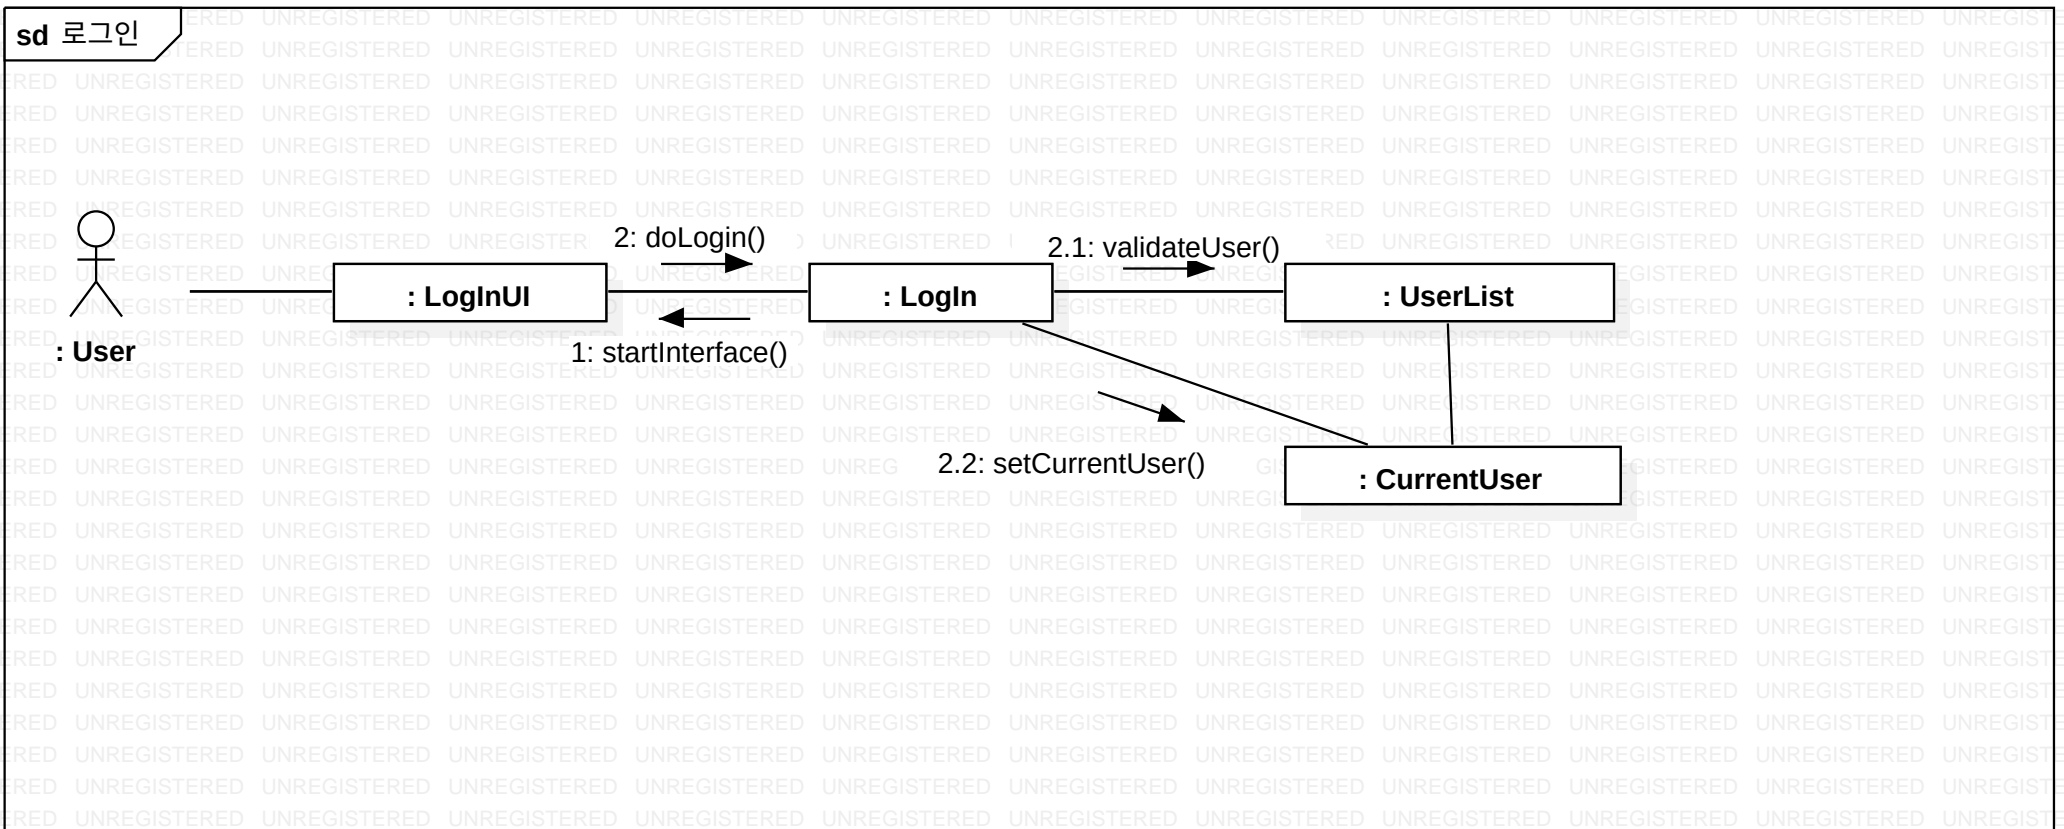 sd 로그인
2: doLogin()
2.1: validateUser()
: LogInUI
: LogIn
: UserList
: User
1: startInterface()
2.2: setCurrentUser()
: CurrentUser
UNREGISTERED